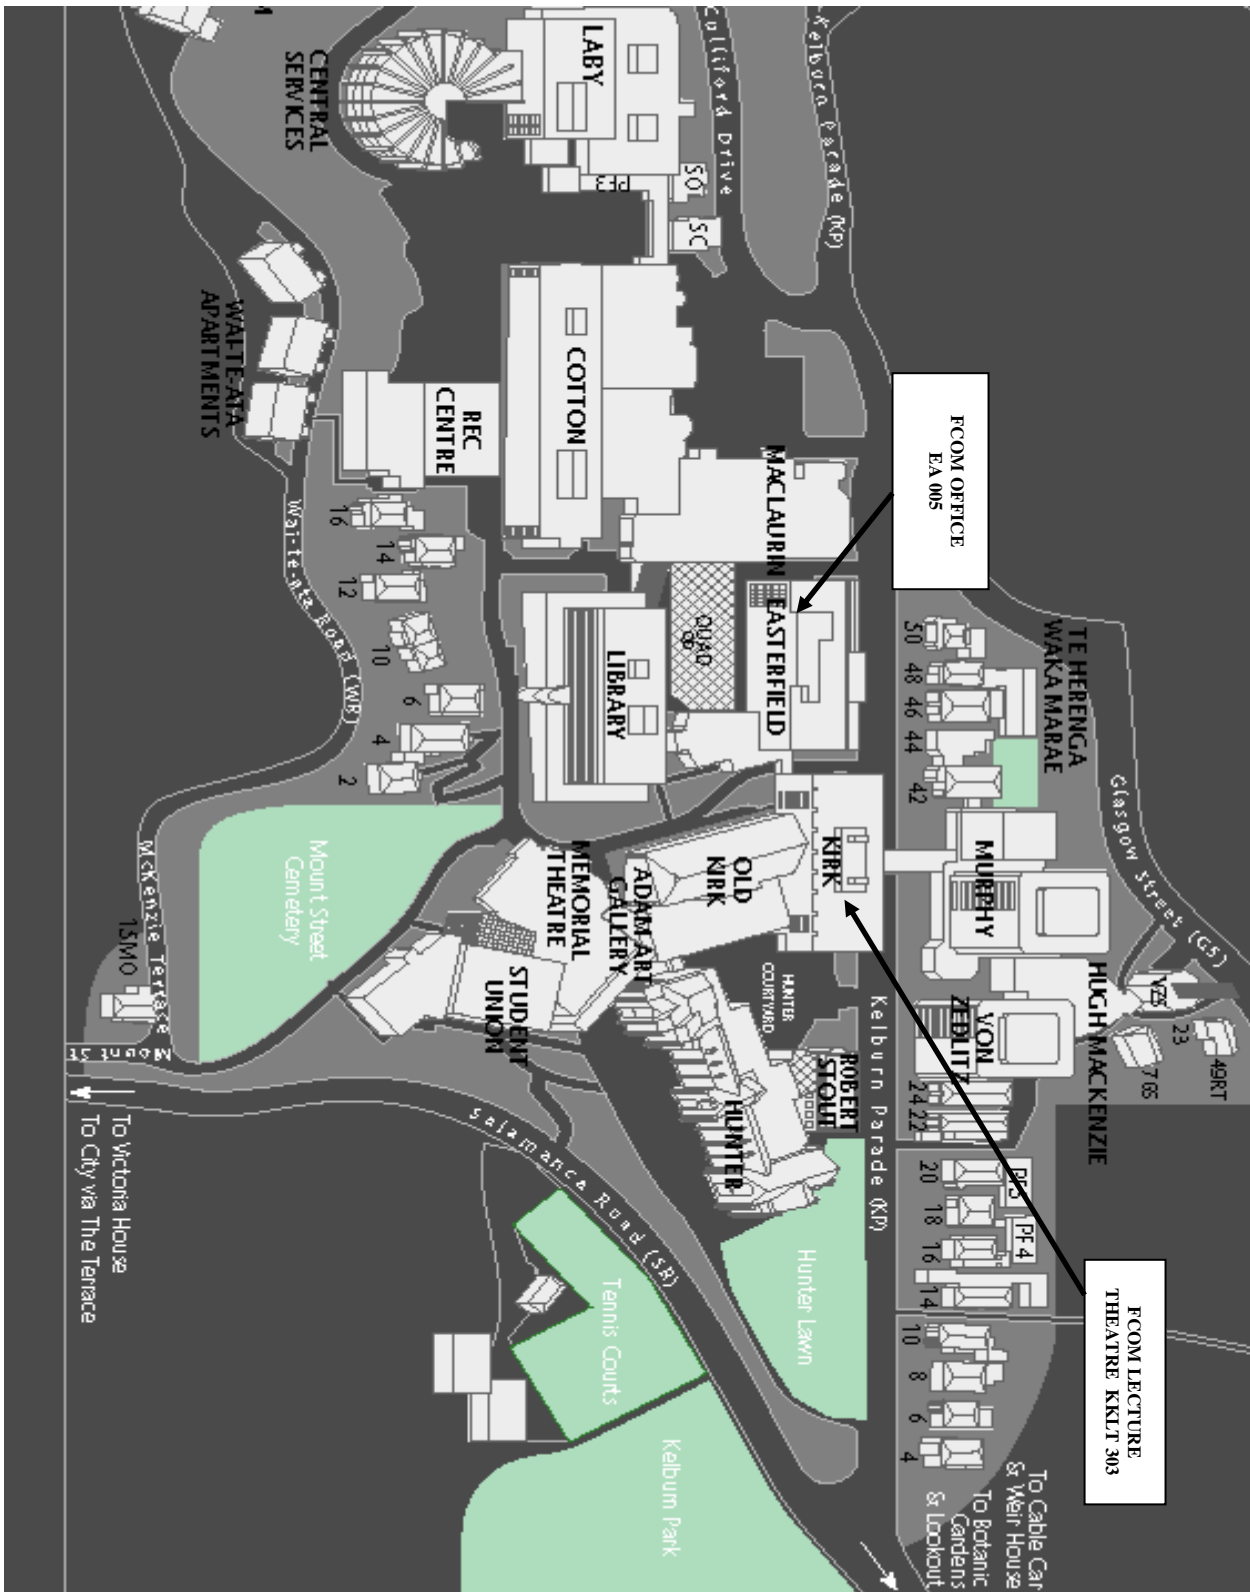 49RT
23
7GS
Glasgow Street (GS)
FCOM LECTURE
THEATRE KKLT 303
HUGH MACKENZIE
TE HERENGA
WAKA MARAE
To Cable Car
& Weir House
To Botanic
Gardens
& Lookout
PF5
PF4
MURPHY
VON
ZEDLITZ
FCOM OFFICE
EA 005
50
48
46
44
42
24
22
20
18
16
14
10
8
6
4
Kelburn Parade (KP)
Kelburn Parade (KP)
Culliford Drive
SO
SC
MACLAURIN
EASTERFIELD
KIRK
ROBERT
STOUT
HUNTER
COURTYARD
Hunter Lawn
QUAD
OLD
KIRK
HUNTER
LABY
COTTON
LIBRARY
ADAM ART
GALLERY
MEMORIAL
THEATRE
STUDENT
UNION
Salamanca Road (SR)
Tennis Courts
Kelburn Park
REC
CENTRE
16
14
12
10
6
4
2
CENTRAL
SERVICES
WAI-TE-ATA
APARTMENTS
Wai-te-ata Road (WR)
Mount Street
Cemetery
McKenzie Terrace
15M0
Mount St
To Victoria House
To City via The Terrace